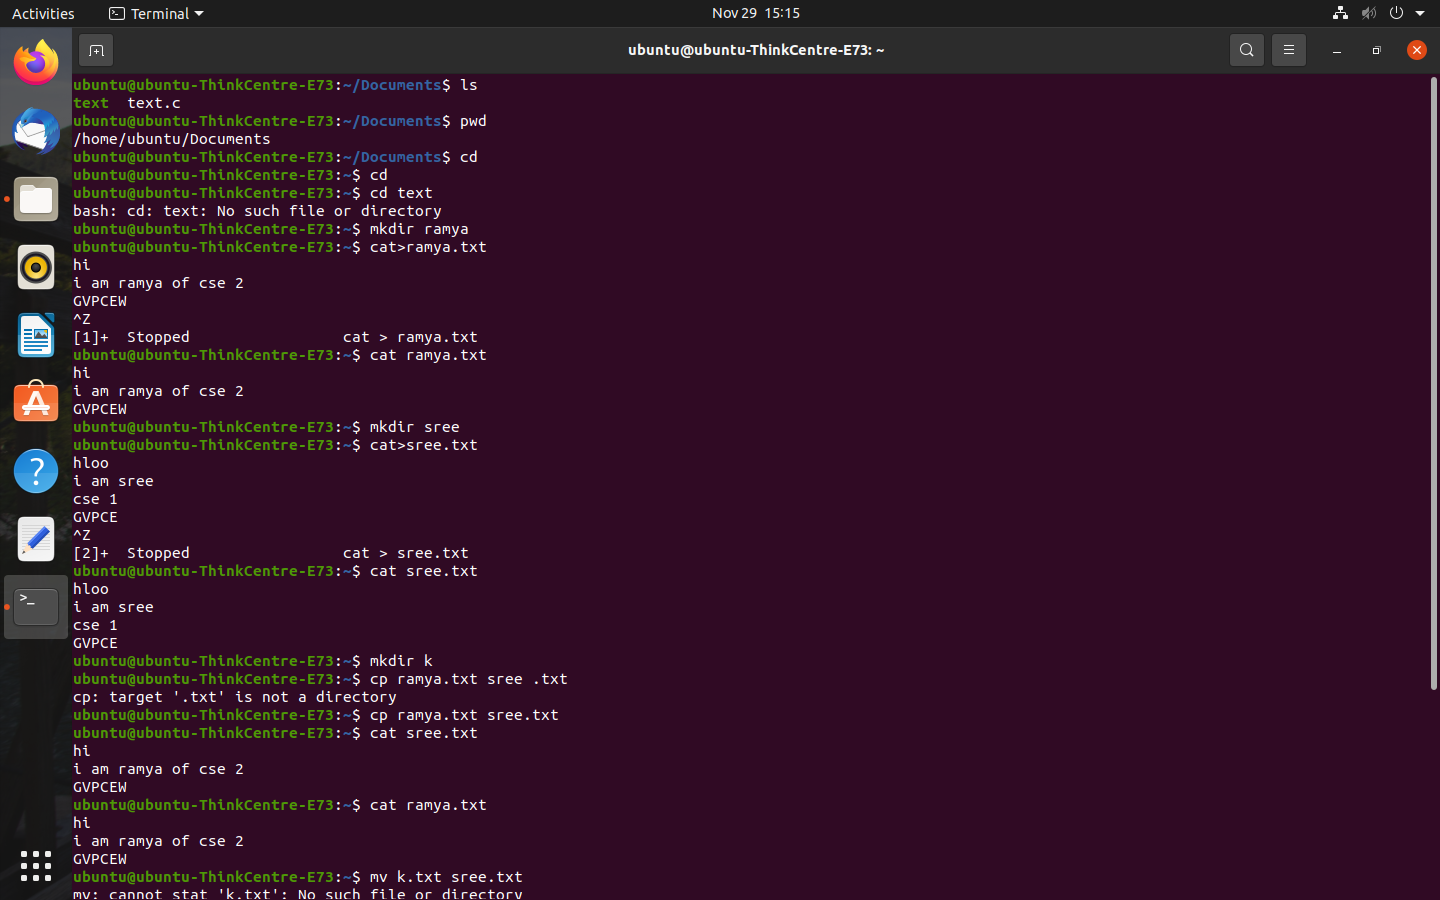 Activities
Terminal
Nov 29 15:15
ubuntu@ubuntu-ThinkCentre-E73: ~
ubuntu@ubuntu-ThinkCentre-E73:~/Documents$ ls
text  text.c
ubuntu@ubuntu-ThinkCentre-E73:~/Documents$ pwd
/home/ubuntu/Documents
ubuntu@ubuntu-ThinkCentre-E73:~/Documents$ cd
ubuntu@ubuntu-ThinkCentre-E73:~$ cd
ubuntu@ubuntu-ThinkCentre-E73:~$ cd text
bash: cd: text: No such file or directory
ubuntu@ubuntu-ThinkCentre-E73:~$ mkdir ramya
ubuntu@ubuntu-ThinkCentre-E73:~$ cat>ramya.txt
hi
i am ramya of cse 2
GVPCEW
^Z
[1]+  Stopped                 cat > ramya.txt
ubuntu@ubuntu-ThinkCentre-E73:~$ cat ramya.txt
hi
i am ramya of cse 2
GVPCEW
ubuntu@ubuntu-ThinkCentre-E73:~$ mkdir sree
ubuntu@ubuntu-ThinkCentre-E73:~$ cat>sree.txt
hloo
i am sree
cse 1
GVPCE
^Z
[2]+  Stopped                 cat > sree.txt
ubuntu@ubuntu-ThinkCentre-E73:~$ cat sree.txt
hloo
i am sree
cse 1
GVPCE
ubuntu@ubuntu-ThinkCentre-E73:~$ mkdir k
ubuntu@ubuntu-ThinkCentre-E73:~$ cp ramya.txt sree .txt
cp: target '.txt' is not a directory
ubuntu@ubuntu-ThinkCentre-E73:~$ cp ramya.txt sree.txt
ubuntu@ubuntu-ThinkCentre-E73:~$ cat sree.txt
hi
i am ramya of cse 2
GVPCEW
ubuntu@ubuntu-ThinkCentre-E73:~$ cat ramya.txt
hi
i am ramya of cse 2
GVPCEW
ubuntu@ubuntu-ThinkCentre-E73:~$ mv k.txt sree.txt
mv: cannot stat 'k.txt': No such file or directory